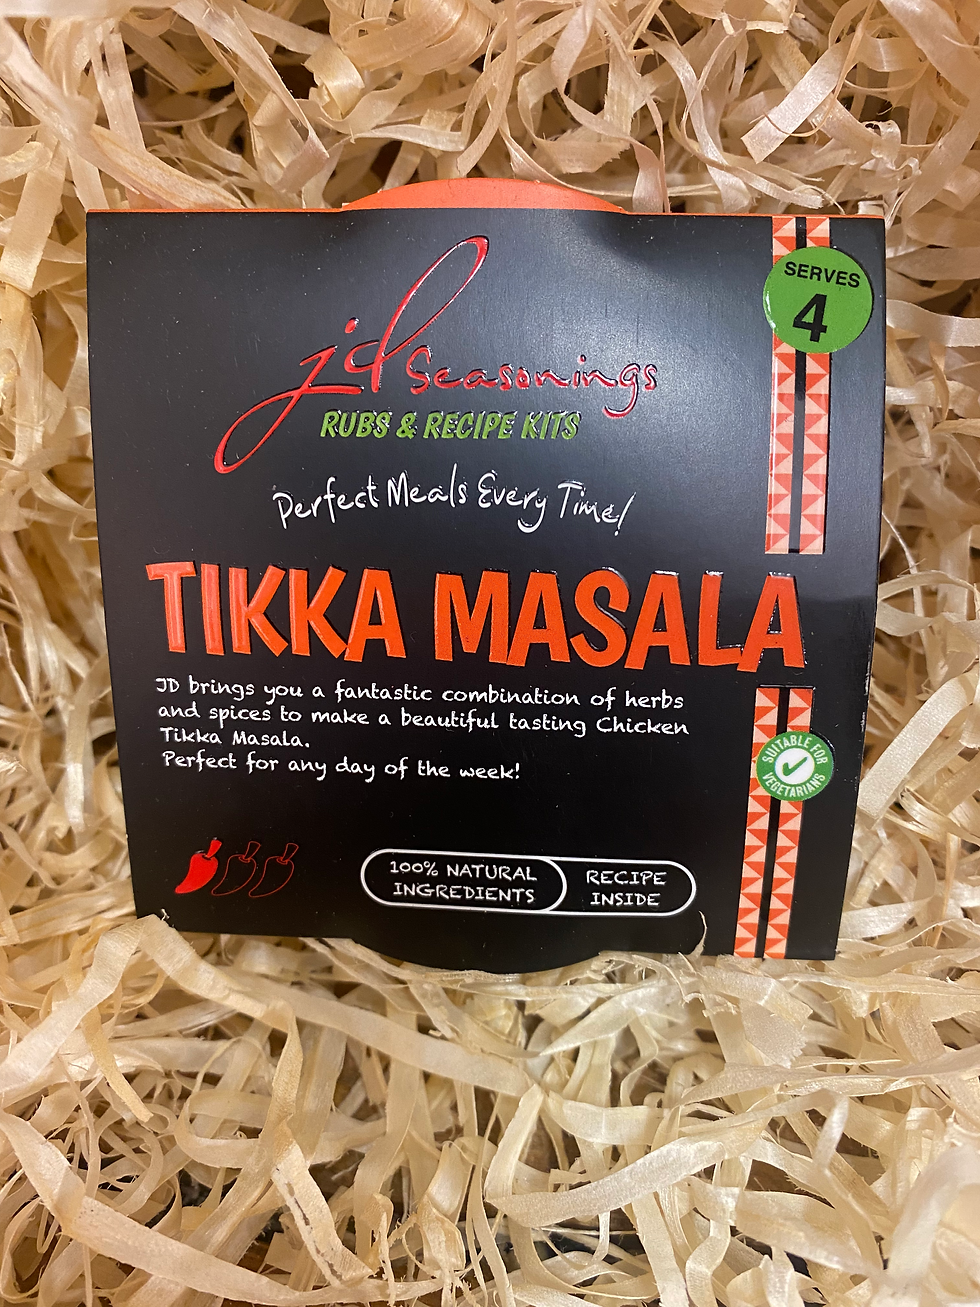 SERVES
4
jd Seasonings
RUBS & RECIPE KITS
Perfect Meals Every Time!
TIKKA MASALA
JD brings you a fantastic combination of herbs
and spices to make a beautiful tasting Chicken
Tikka Masala.
Perfect for any day of the week!
SUITABLE FOR
VEGETARIANS
100% NATURAL
INGREDIENTS
RECIPE
INSIDE